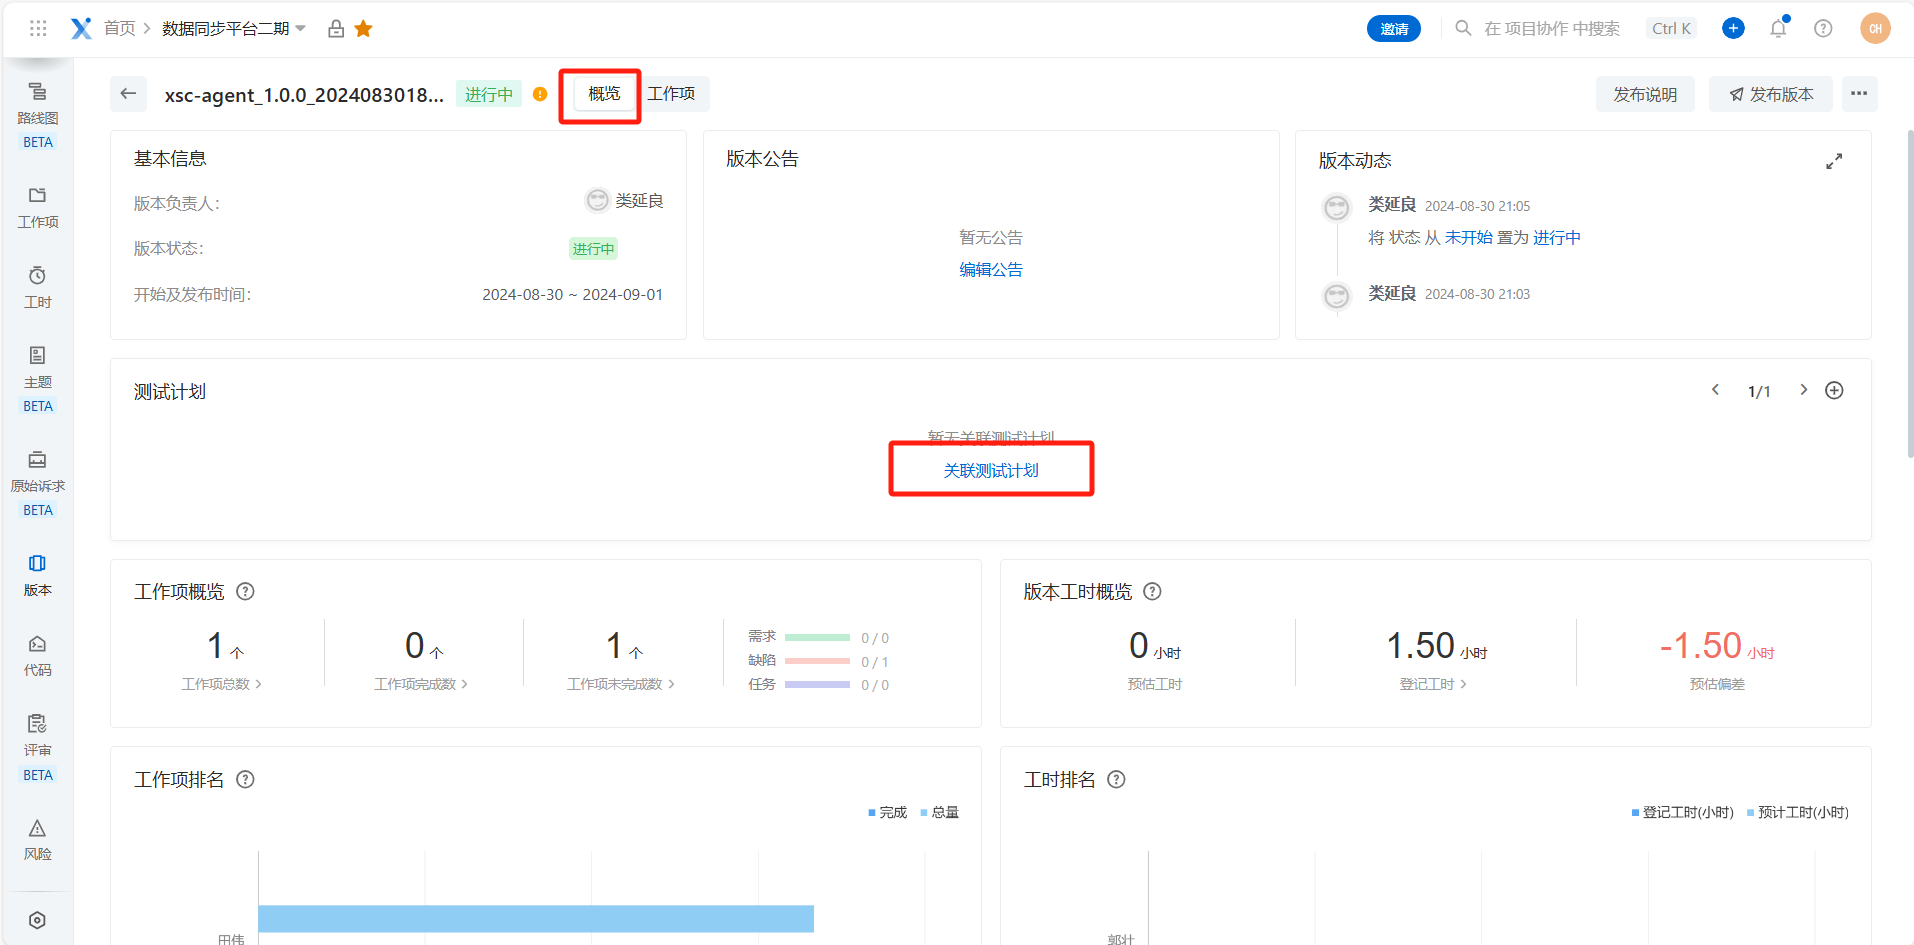 首页 > 数据同步平台二期
邀请
在 项目协作 中搜索
Ctrl K
CH
路线图
BETA
工作项
工时
主题
BETA
原始诉求
BETA
版本
代码
评审
BETA
风险
xsc-agent_1.0.0_2024083018...
进行中
概览
工作项
发布说明
发布版本
基本信息
版本负责人：
类延良
版本状态：
进行中
开始及发布时间：
2024-08-30 ~ 2024-09-01
版本公告
暂无公告
编辑公告
版本动态
类延良 2024-08-30 21:05
将 状态 从 未开始 置为 进行中
类延良 2024-08-30 21:03
测试计划
1/1
暂无关联测试计划
关联测试计划
工作项概览
1 个
工作项总数 >
0 个
工作项完成数 >
1 个
工作项未完成数 >
需求 0 / 0
缺陷 0 / 1
任务 0 / 0
版本工时概览
0 小时
预估工时
1.50 小时
登记工时 >
-1.50 小时
预估偏差
工作项排名
完成 总量
田伟
工时排名
登记工时(小时) 预计工时(小时)
郭壮